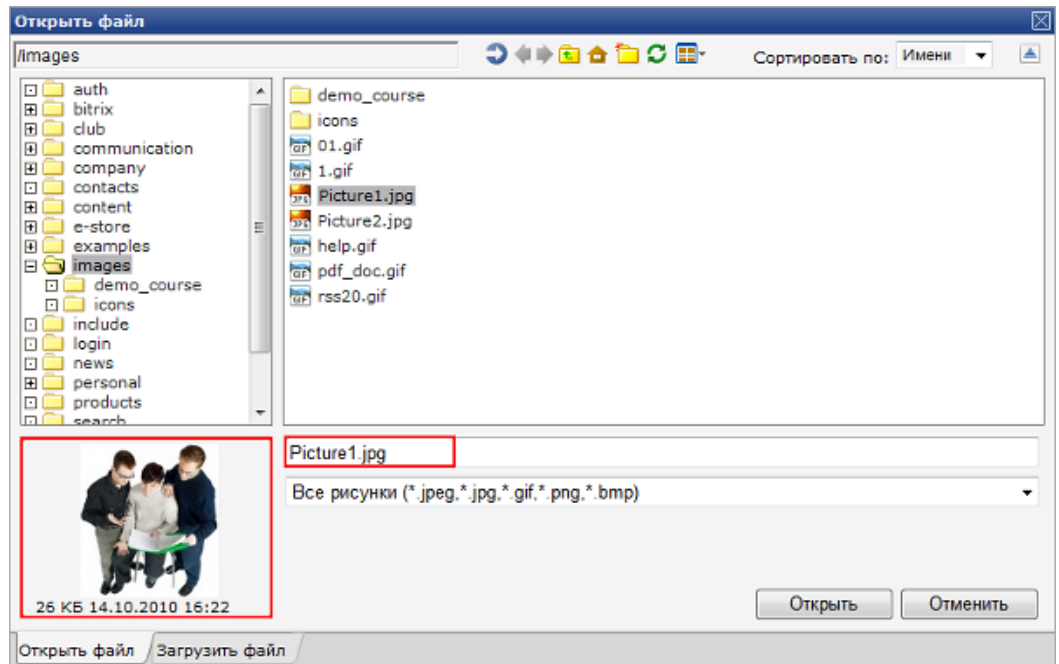 Открыть файл
/images
Сортировать по: Имени
auth
bitrix
club
communication
company
contacts
content
e-store
examples
images
demo_course
icons
include
login
news
personal
products
search
demo_course
icons
01.gif
1.gif
Picture1.jpg
Picture2.jpg
help.gif
pdf_doc.gif
rss20.gif
Picture1.jpg
Все рисунки (*.jpeg,*.jpg,*.gif,*.png,*.bmp)
26 КБ 14.10.2010 16:22
Открыть Отменить
Открыть файл Загрузить файл